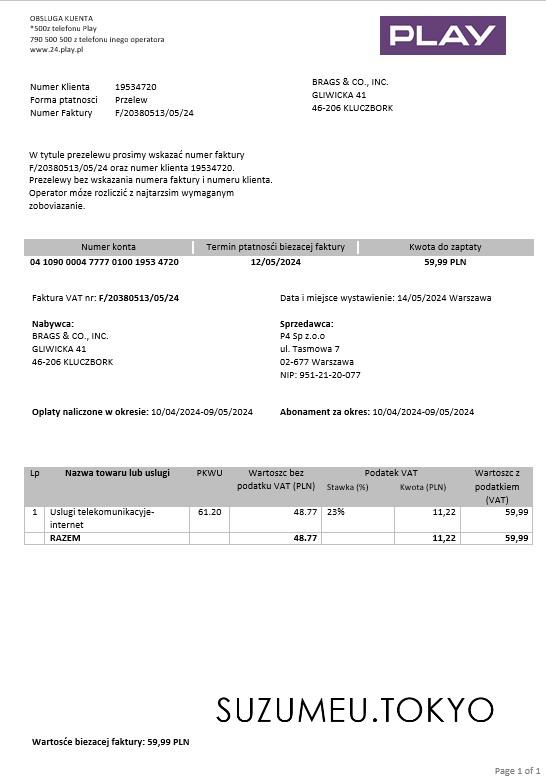 OBSLUGA KLIENTA
*500z telefonu Play
790 500 500 z telefonu inego operatora
www.24.play.pl
PLAY
Numer Klienta 19534720
Forma ptatnosci Przelew
Numer Faktury F/20380513/05/24
BRAGS & CO., INC.
GLIWICKA 41
46-206 KLUCZBORK
W tytule prezelewu prosimy wskazać numer faktury
F/20380513/05/24 oraz numer klienta 19534720.
Prezelewy bez wskazania numera faktury i numeru klienta.
Operator móze rozliczić z najtarzsim wymaganym
zoboviazanie.
Numer konta Termin ptatnosći biezacej faktury Kwota do zaptaty
04 1090 0004 7777 0100 1953 4720 12/05/2024 59,99 PLN
Faktura VAT nr: F/20380513/05/24 Data i miejsce wystawienie: 14/05/2024 Warszawa
Nabywca:
BRAGS & CO., INC.
GLIWICKA 41
46-206 KLUCZBORK
Sprzedawca:
P4 Sp z.o.o
ul. Tasmowa 7
02-677 Warszawa
NIP: 951-21-20-077
Opłaty naliczone w okresie: 10/04/2024-09/05/2024 Abonament za okres: 10/04/2024-09/05/2024
Lp Nazwa towaru lub uslugi PKWU Wartoszc bez podatku VAT (PLN) Podatek VAT Stawka (%) Kwota (PLN) Wartoszc z podatkiem (VAT)
1 Uslugi telekomunikacyje- 61.20 48.77 23% 11,22 59,99
internet
RAZEM 48.77 11,22 59,99
SUZUMEU.TOKYO
Wartosće biezacej faktury: 59,99 PLN
Page 1 of 1